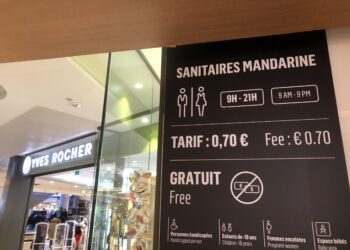 YVES ROCHER
SANITAIRES MANDARINE
9H - 21H
9 AM - 9 PM
TARIF : 0,70 € Fee : € 0.70
GRATUIT
Free
Personnes handicapées
Handicapped person
Enfants de -10 ans
Children -10 years
Femmes enceintes
Pregnant women
Espace bébés
Baby area